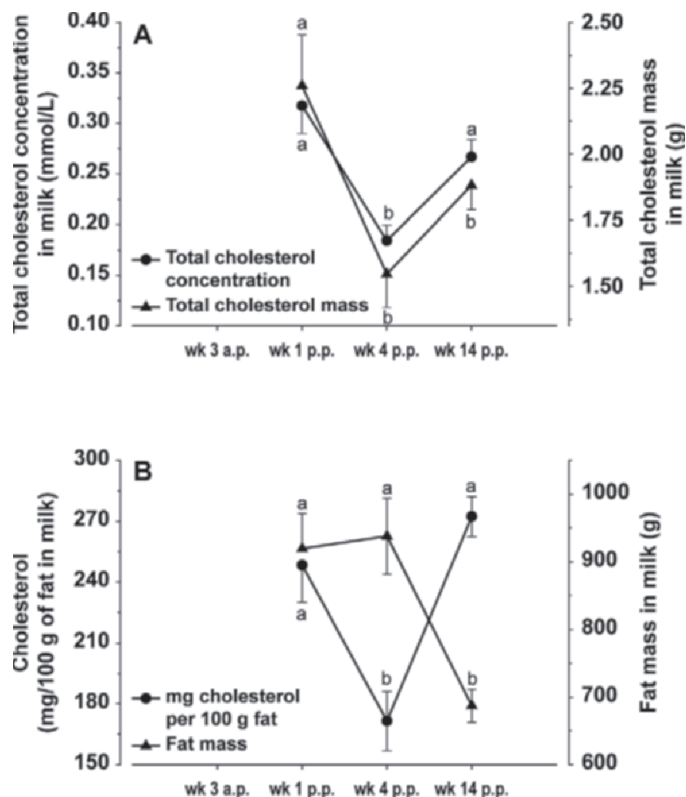 A
Total cholesterol concentration
in milk (mmol/L)
0.40
0.35
0.30
0.25
0.20
0.15
0.10
2.50
2.25
2.00
1.75
1.50
Total cholesterol mass
in milk (g)
a
a
b
b
a
b
Total cholesterol
concentration
Total cholesterol mass
wk 3 a.p.
wk 1 p.p.
wk 4 p.p.
wk 14 p.p.
B
Cholesterol
(mg/100 g of fat in milk)
300
270
240
210
180
150
1000
900
800
700
600
Fat mass in milk (g)
a
a
a
a
b
b
mg cholesterol
per 100 g fat
Fat mass
wk 3 a.p.
wk 1 p.p.
wk 4 p.p.
wk 14 p.p.